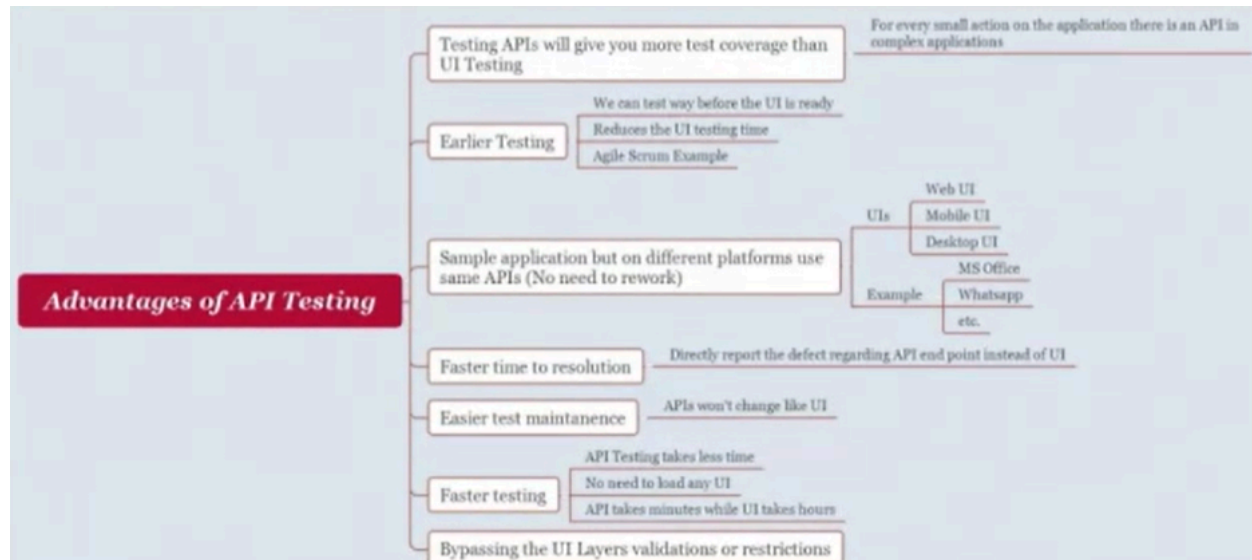 Advantages of API Testing
Testing APIs will give you more test coverage than
UI Testing
For every small action on the application there is an API in
complex applications
Earlier Testing
We can test way before the UI is ready
Reduces the UI testing time
Agile Scrum Example
Sample application but on different platforms use
same APIs (No need to rework)
UIs
Web UI
Mobile UI
Desktop UI
Example
MS Office
Whatsapp
etc.
Faster time to resolution
Directly report the defect regarding API end point instead of UI
Easier test maintanence
APIs won't change like UI
Faster testing
API Testing takes less time
No need to load any UI
API takes minutes while UI takes hours
Bypassing the UI Layers validations or restrictions